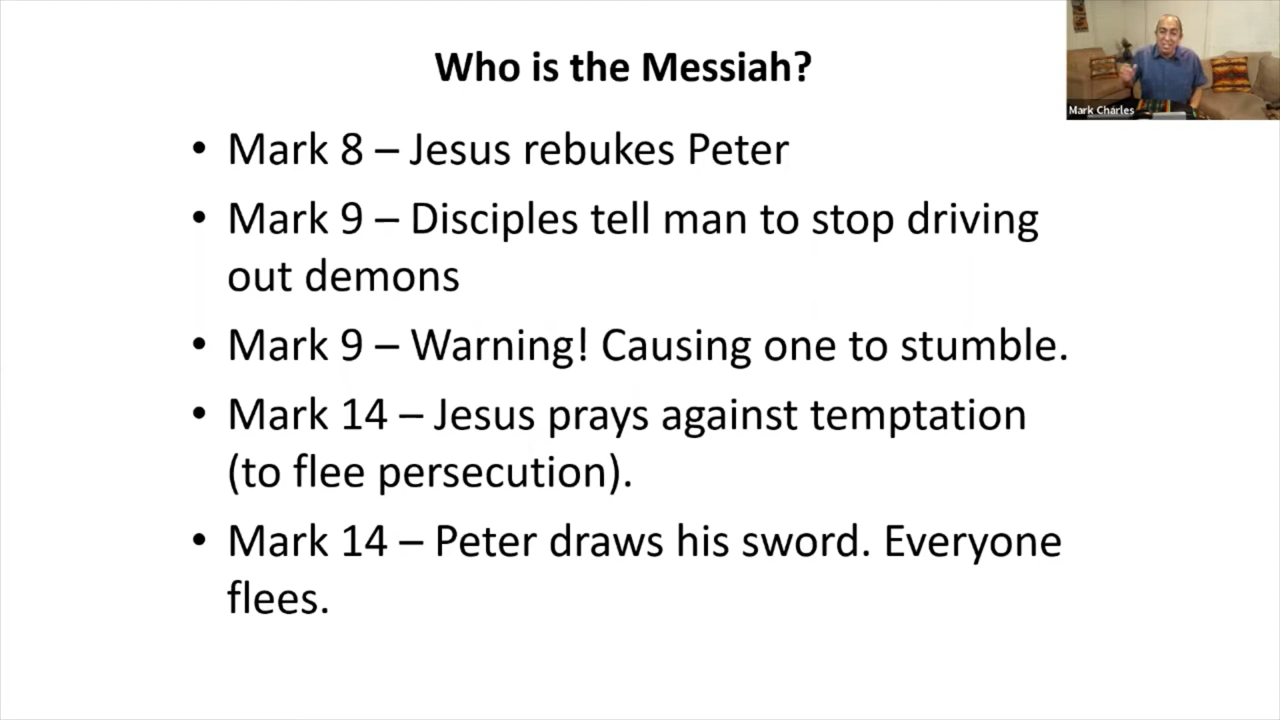 Who is the Messiah?
Mark Charles
• Mark 8 – Jesus rebukes Peter
• Mark 9 – Disciples tell man to stop driving
out demons
• Mark 9 – Warning! Causing one to stumble.
• Mark 14 – Jesus prays against temptation
(to flee persecution).
• Mark 14 – Peter draws his sword. Everyone
flees.